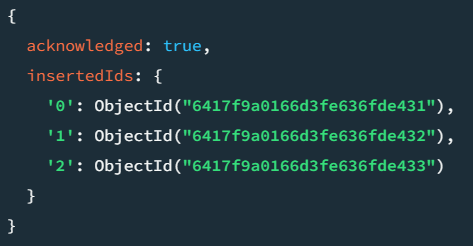 {
  acknowledged: true,
  insertedIds: {
    '0': ObjectId("6417f9a0166d3fe636fde431"),
    '1': ObjectId("6417f9a0166d3fe636fde432"),
    '2': ObjectId("6417f9a0166d3fe636fde433")
  }
}